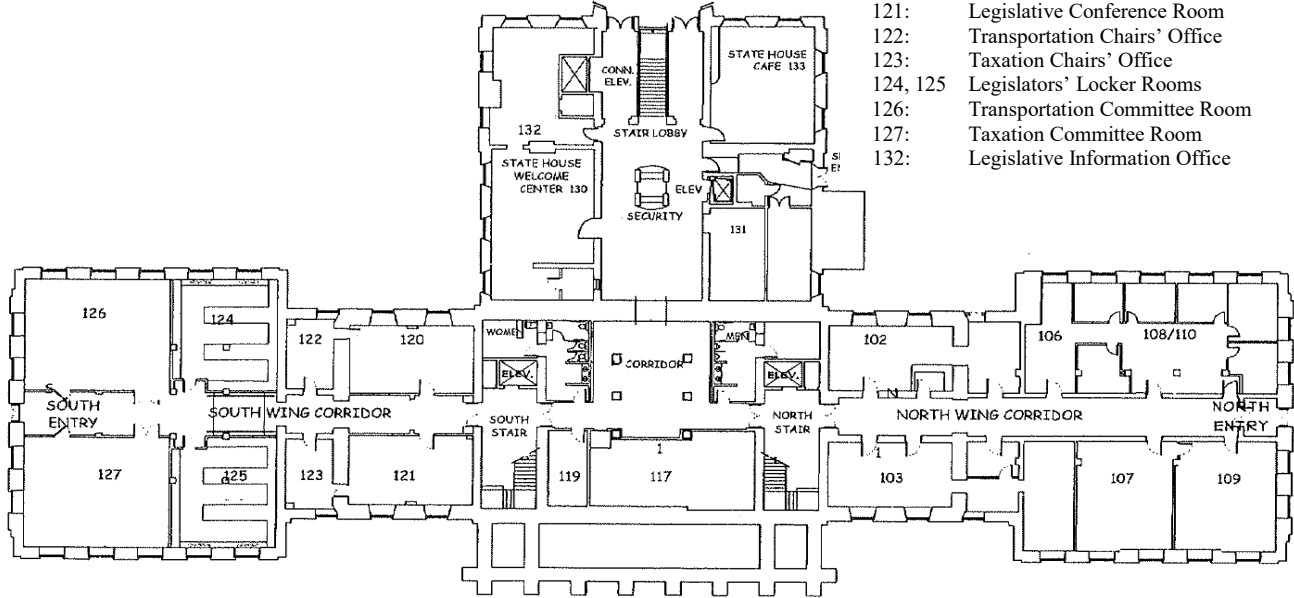 121: Legislative Conference Room
122: Transportation Chairs' Office
123: Taxation Chairs' Office
124, 125 Legislators' Locker Rooms
126: Transportation Committee Room
127: Taxation Committee Room
132: Legislative Information Office
CONN.
ELEV.
STATE HOUSE
CAFE 133
132
STAIR LOBBY
STATE HOUSE
WELCOME
CENTER 130
ELEV
SECURITY
131
126
124
122
120
WOME
ELEV.
CORRIDOR
MEN
ELEV.
102
106
108/110
SOUTH
ENTRY
SOUTH WING CORRIDOR
SOUTH
STAIR
NORTH
STAIR
N
NORTH WING CORRIDOR
NORTH
ENTRY
127
125
123
121
119
1
117
1
103
107
109